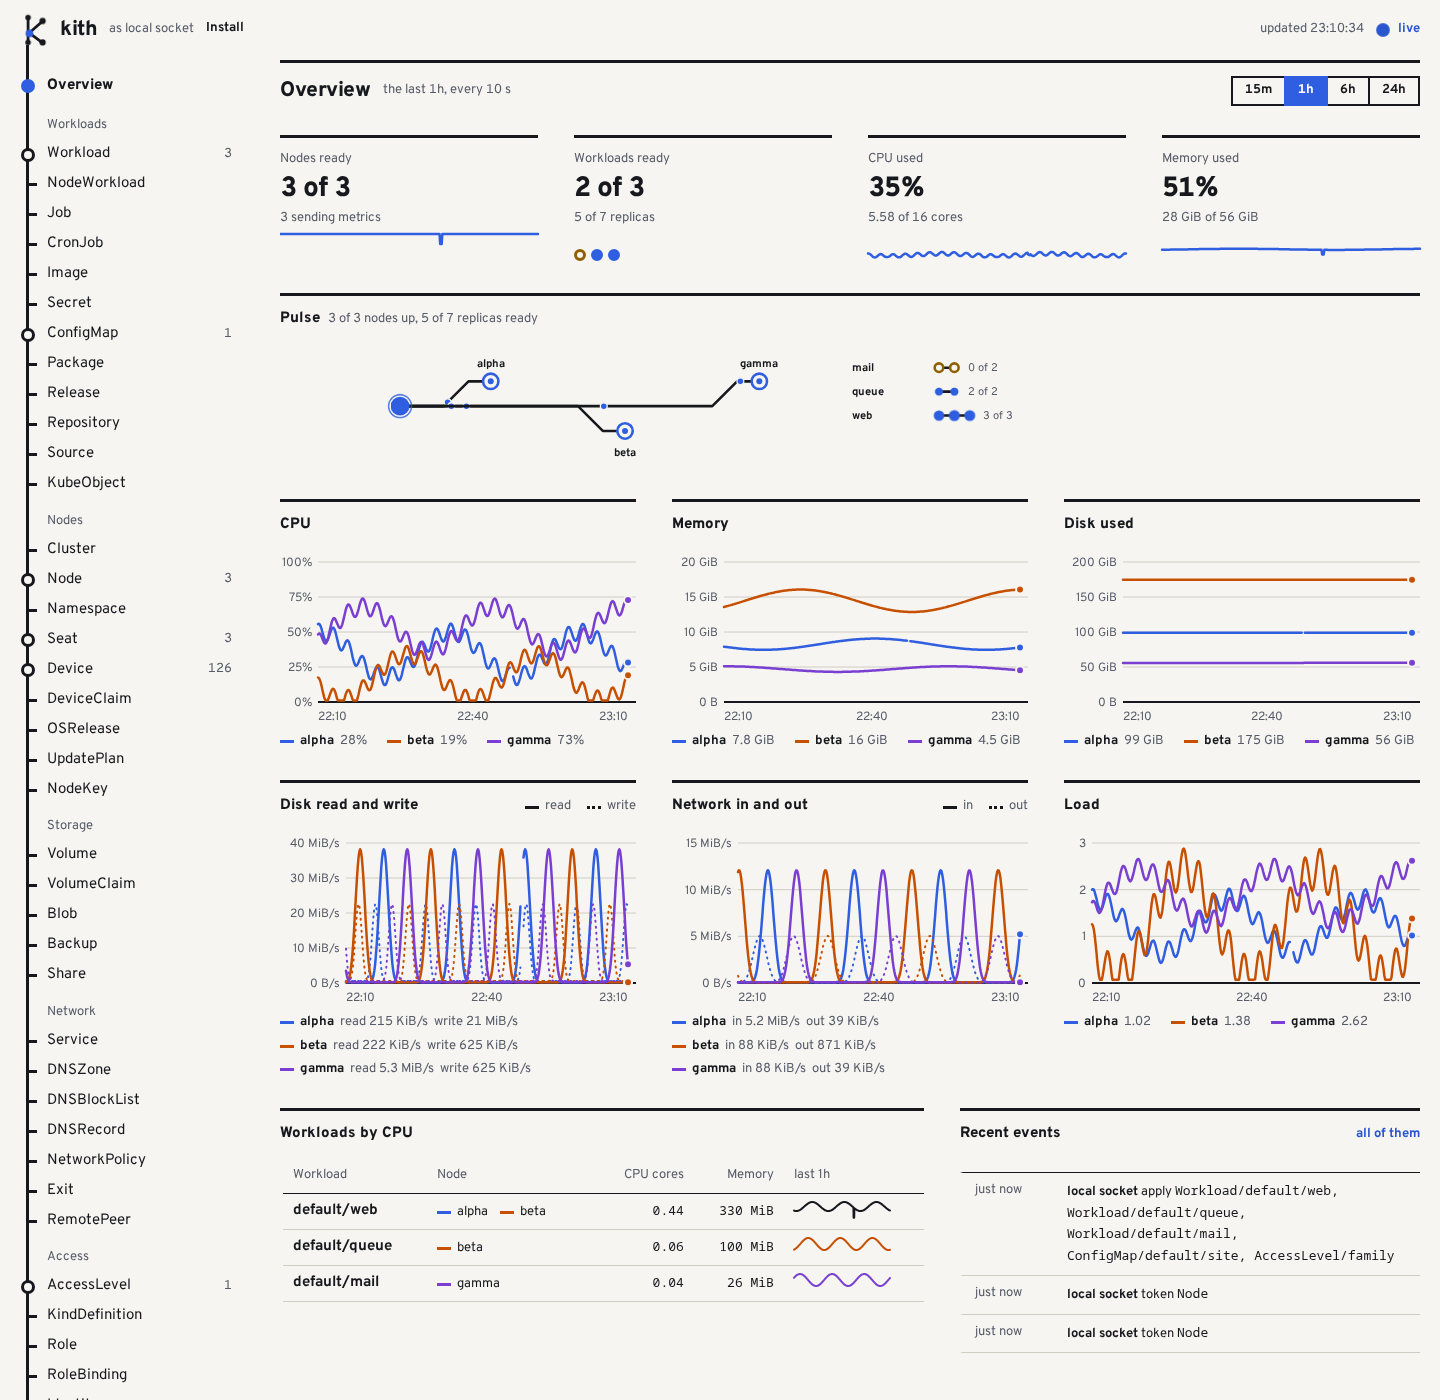 kith as local socket Install
updated 23:10:34 live
Overview
Workloads
Workload 3
NodeWorkload
Job
CronJob
Image
Secret
ConfigMap 1
Package
Release
Repository
Source
KubeObject
Nodes
Cluster
Node 3
Namespace
Seat 3
Device 126
DeviceClaim
OSRelease
UpdatePlan
NodeKey
Storage
Volume
VolumeClaim
Blob
Backup
Share
Network
Service
DNSZone
DNSBlockList
DNSRecord
NetworkPolicy
Exit
RemotePeer
Access
AccessLevel 1
KindDefinition
Role
RoleBinding
Overview the last 1h, every 10 s
15m 1h 6h 24h
Nodes ready
3 of 3
3 sending metrics
Workloads ready
2 of 3
5 of 7 replicas
CPU used
35%
5.58 of 16 cores
Memory used
51%
28 GiB of 56 GiB
Pulse 3 of 3 nodes up, 5 of 7 replicas ready
alpha
gamma
beta
mail 0 of 2
queue 2 of 2
web 3 of 3
CPU
100%
75%
50%
25%
0%
22:10 22:40 23:10
alpha 28% beta 19% gamma 73%
Memory
20 GiB
15 GiB
10 GiB
5 GiB
0 B
22:10 22:40 23:10
alpha 7.8 GiB beta 16 GiB gamma 4.5 GiB
Disk used
200 GiB
150 GiB
100 GiB
50 GiB
0 B
22:10 22:40 23:10
alpha 99 GiB beta 175 GiB gamma 56 GiB
Disk read and write read write
40 MiB/s
30 MiB/s
20 MiB/s
10 MiB/s
0 B/s
22:10 22:40 23:10
alpha read 215 KiB/s write 21 MiB/s
beta read 222 KiB/s write 625 KiB/s
gamma read 5.3 MiB/s write 625 KiB/s
Network in and out in out
15 MiB/s
10 MiB/s
5 MiB/s
0 B/s
22:10 22:40 23:10
alpha in 5.2 MiB/s out 39 KiB/s
beta in 88 KiB/s out 871 KiB/s
gamma in 88 KiB/s out 39 KiB/s
Load
3
2
1
0
22:10 22:40 23:10
alpha 1.02 beta 1.38 gamma 2.62
Workloads by CPU
Workload Node CPU cores Memory last 1h
default/web alpha beta 0.44 330 MiB
default/queue beta 0.06 100 MiB
default/mail gamma 0.04 26 MiB
Recent events all of them
just now local socket apply Workload/default/web,
Workload/default/queue,
Workload/default/mail,
ConfigMap/default/site, AccessLevel/family
just now local socket token Node
just now local socket token Node